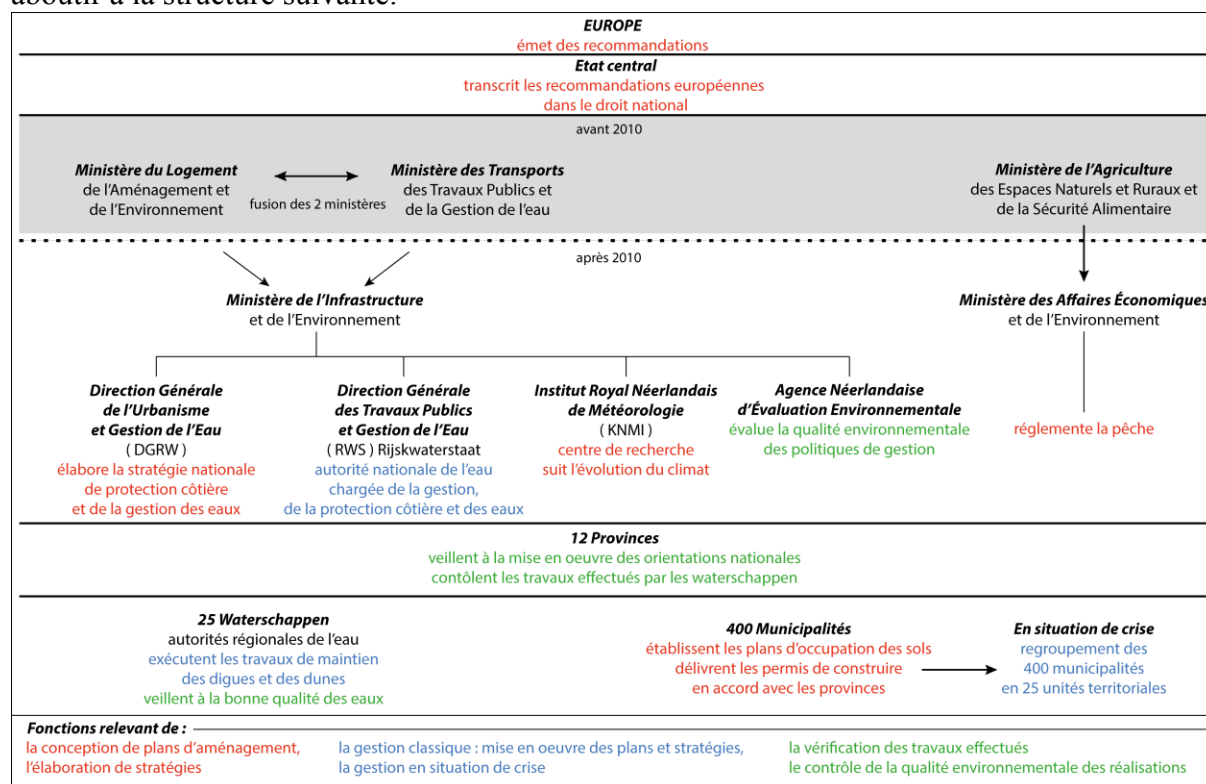 aboutir à la structure suivante:
EUROPE
émet des recommandations
Etat central
transcrit les recommandations européennes
dans le droit national
avant 2010
Ministère du Logement
de l'Aménagement et
de l'Environnement
fusion des 2 ministères
Ministère des Transports
des Travaux Publics et
de la Gestion de l'eau
Ministère de l'Agriculture
des Espaces Naturels et Ruraux et
de la Sécurité Alimentaire
après 2010
Ministère de l'Infrastructure
et de l'Environnement
Ministère des Affaires Économiques
et de l'Environnement
Direction Générale
de l'Urbanisme
et Gestion de l'Eau
( DGRW )
élabore la stratégie nationale
de protection côtière
et de la gestion des eaux
Direction Générale
des Travaux Publics
et Gestion de l'Eau
( RWS ) Rijskwaterstaat
autorité nationale de l'eau
chargée de la gestion,
de la protection côtière et des eaux
Institut Royal Néerlandais
de Météorologie
( KNMI )
centre de recherche
suit l'évolution du climat
Agence Néerlandaise
d'Évaluation Environnementale
évalue la qualité environnementale
des politiques de gestion
réglemente la pêche
12 Provinces
veillent à la mise en oeuvre des orientations nationales
contôlent les travaux effectués par les waterschappen
25 Waterschappen
autorités régionales de l'eau
exécutent les travaux de maintien
des digues et des dunes
veillent à la bonne qualité des eaux
400 Municipalités
établissent les plans d'occupation des sols
délivrent les permis de construire
en accord avec les provinces
En situation de crise
regroupement des
400 municipalités
en 25 unités territoriales
Fonctions relevant de :
la conception de plans d'aménagement,
l'élaboration de stratégies
la gestion classique : mise en oeuvre des plans et stratégies,
la gestion en situation de crise
la vérification des travaux effectués
le contrôle de la qualité environnementale des réalisations